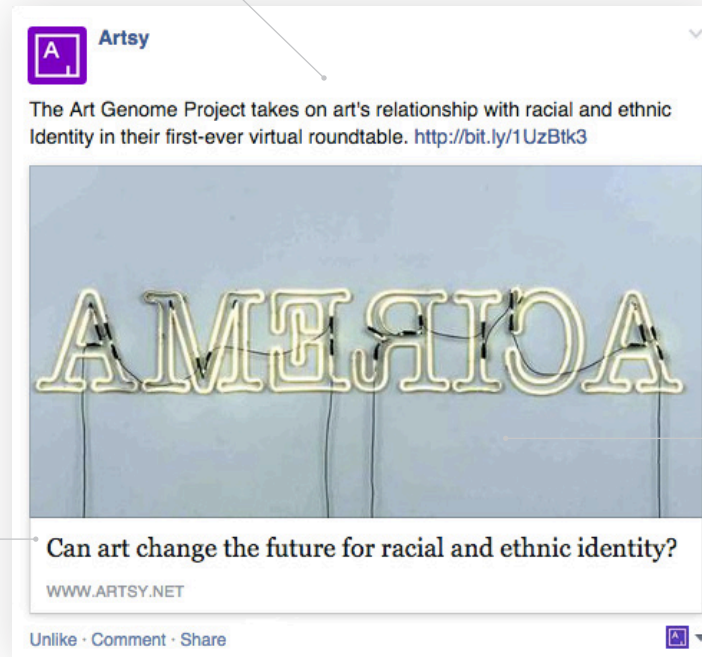 A
Artsy
The Art Genome Project takes on art's relationship with racial and ethnic
Identity in their first-ever virtual roundtable. http://bit.ly/1UzBtk3
AMERICA
Can art change the future for racial and ethnic identity?
WWW.ARTSY.NET
Unlike · Comment · Share
A